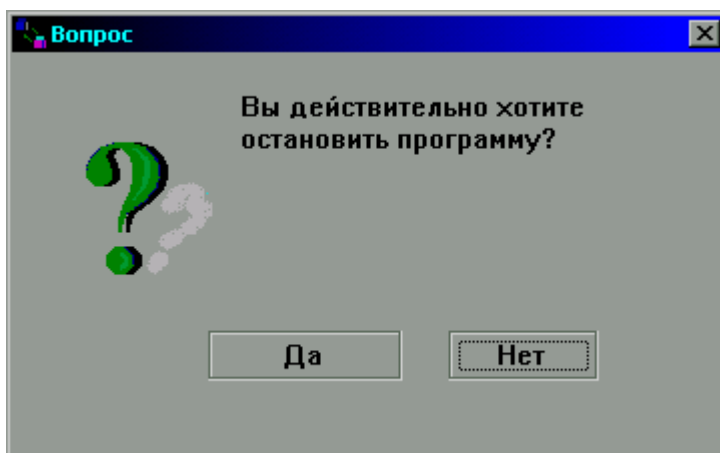 Вопрос
Вы действительно хотите
остановить программу?
Да
Нет